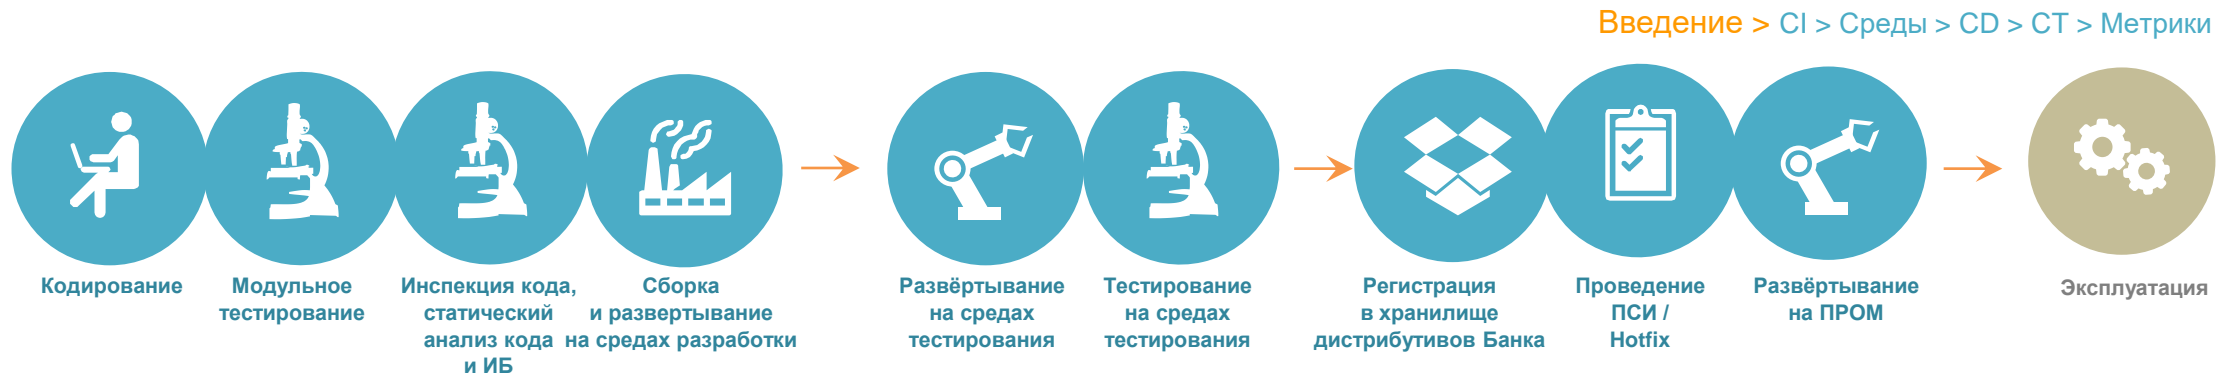 Введение > CI > Среды > CD > CT > Метрики
Кодирование
Модульное
тестирование
Инспекция кода,
статический
анализ кода
и ИБ
Сборка
и развертывание
на средах разработки
Развёртывание
на средах
тестирования
Тестирование
на средах
тестирования
Регистрация
в хранилище
дистрибутивов Банка
Проведение
ПСИ /
Hotfix
Развёртывание
на ПРОМ
Эксплуатация